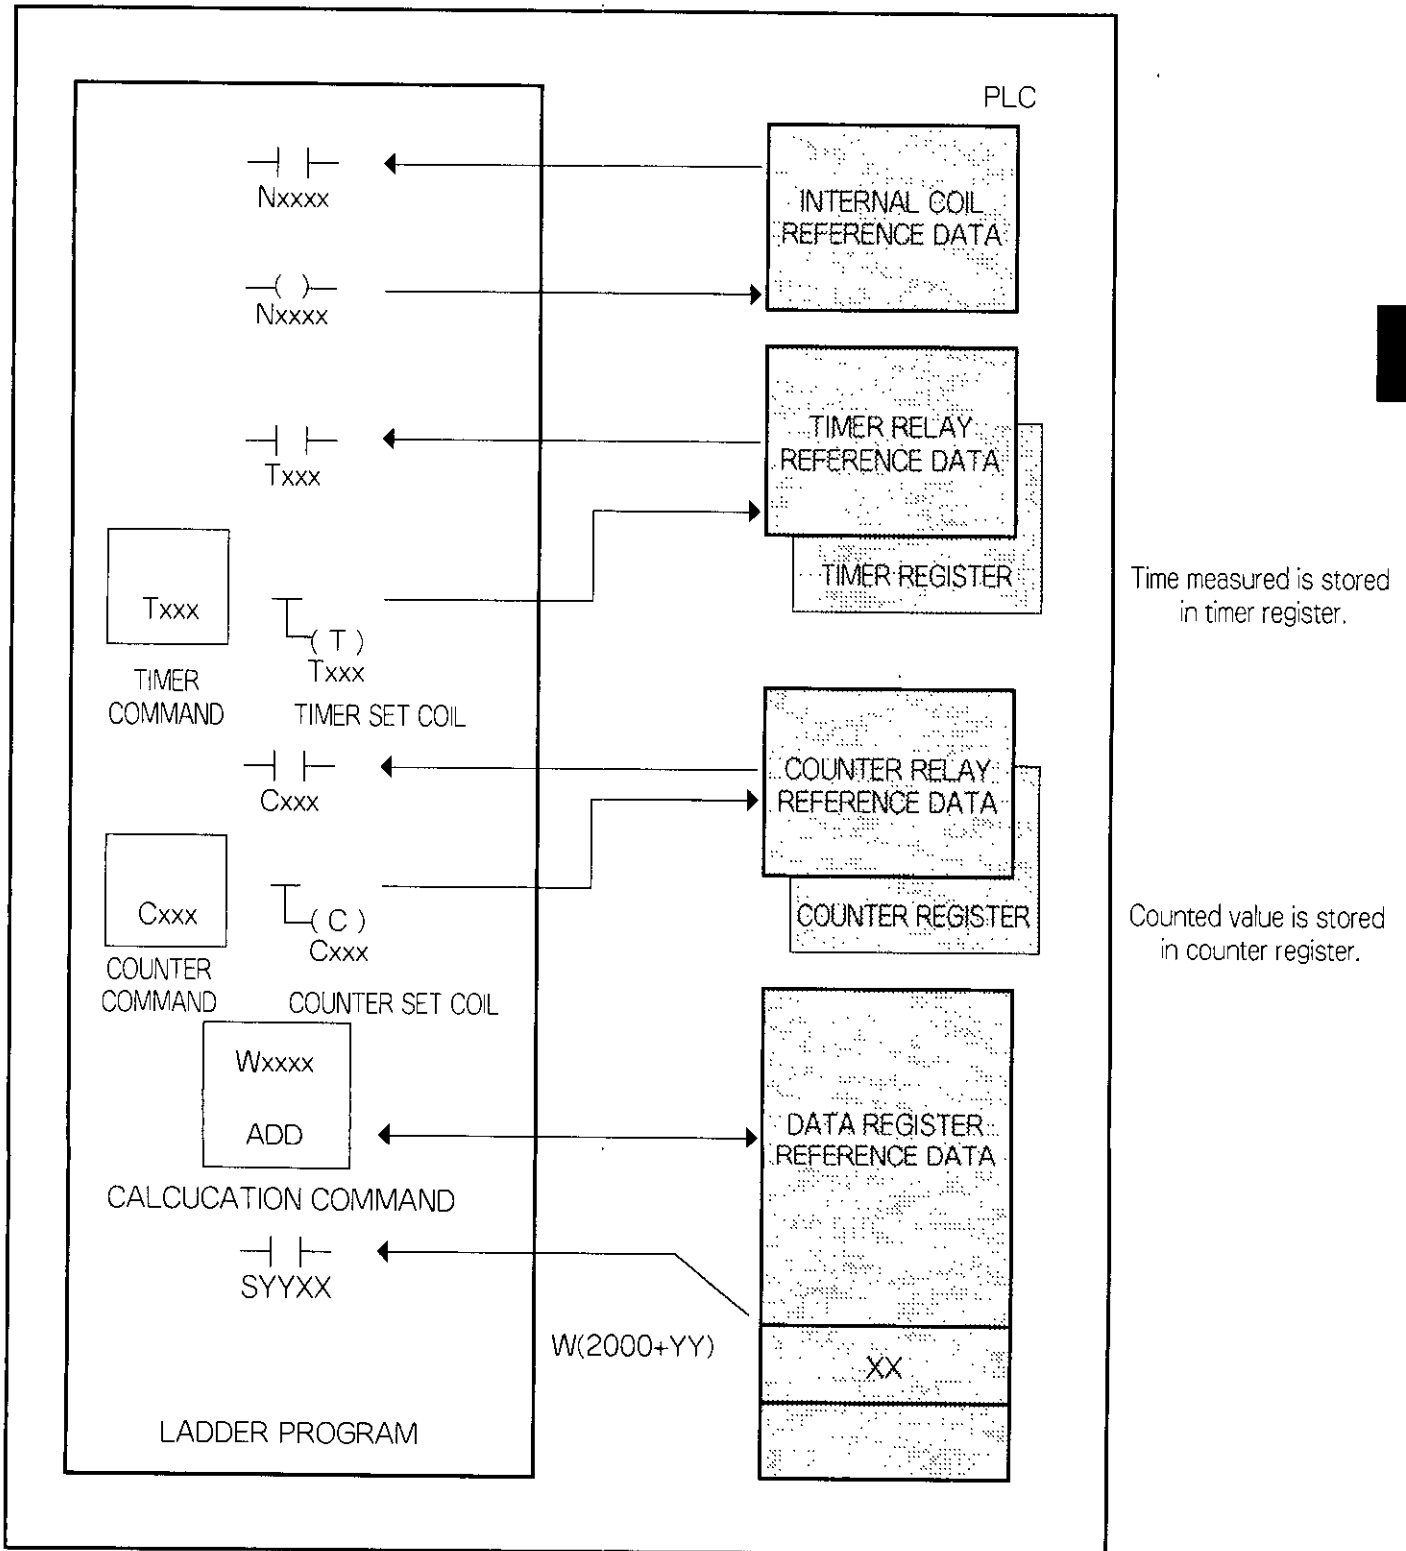 PLC
Nxxxx
INTERNAL COIL
REFERENCE DATA
( )
Nxxxx
Txxx
TIMER RELAY
REFERENCE DATA
TIMER REGISTER
Time measured is stored
in timer register.
Txxx
( T )
Txxx
TIMER
COMMAND
TIMER SET COIL
Cxxx
COUNTER RELAY
REFERENCE DATA
COUNTER REGISTER
Counted value is stored
in counter register.
Cxxx
( C )
Cxxx
COUNTER
COMMAND
COUNTER SET COIL
Wxxxx
ADD
CALCUCATION COMMAND
DATA REGISTER
REFERENCE DATA
SYYXX
W(2000+YY)
XX
LADDER PROGRAM